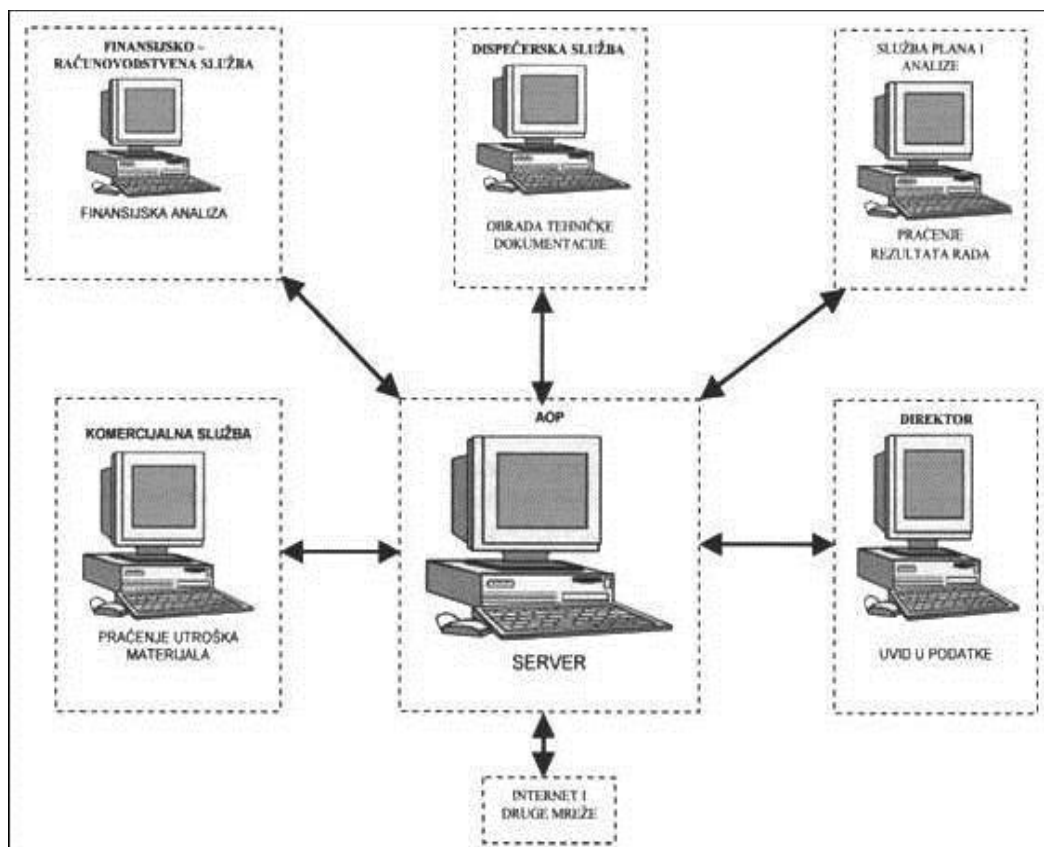 FINANSIJSKO –
RAČUNOVODSTVENA SLUŽBA
FINANSIJSKA ANALIZA
DISPEČERSKA SLUŽBA
OBRADA TEHNIČKE
DOKUMENTACIJE
SLUŽBA PLANA I
ANALIZE
PRAĆENJE
REZULTATA RADA
KOMERCIJALNA SLUŽBA
PRAĆENJE UTROŠKA
MATERIJALA
AOP
SERVER
DIREKTOR
UVID U PODATKE
INTERNET I
DRUGE MREŽE